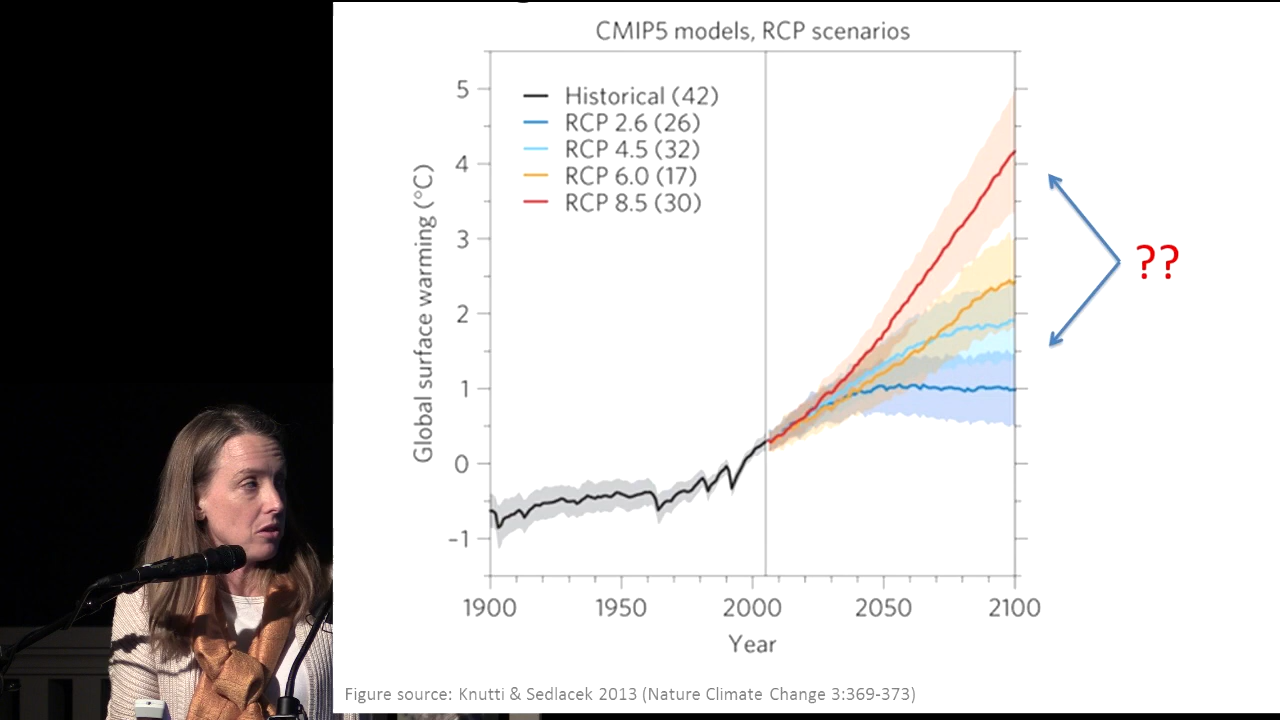 CMIP5 models, RCP scenarios
Historical (42)
RCP 2.6 (26)
RCP 4.5 (32)
RCP 6.0 (17)
RCP 8.5 (30)
Global surface warming (°C)
5
4
3
2
1
0
-1
1900 1950 2000 2050 2100
Year
??
Figure source: Knutti & Sedlacek 2013 (Nature Climate Change 3:369-373)